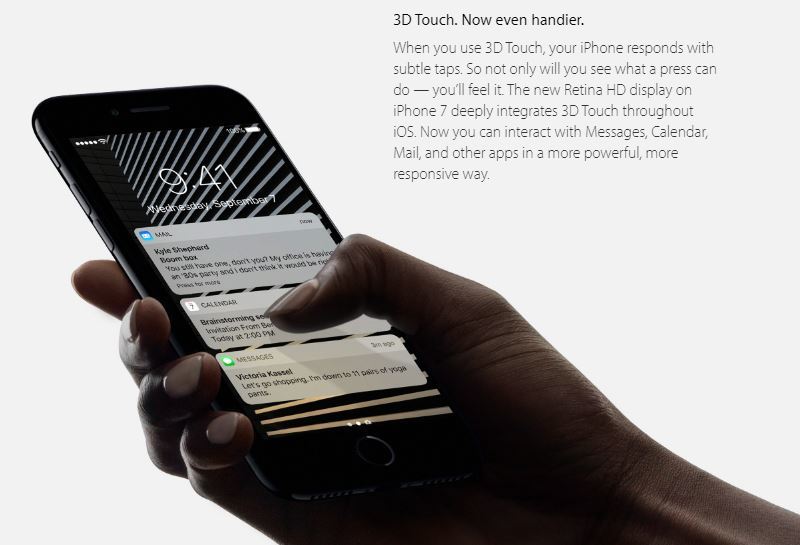 3D Touch. Now even handier.
When you use 3D Touch, your iPhone responds with
subtle taps. So not only will you see what a press can
do — you'll feel it. The new Retina HD display on
iPhone 7 deeply integrates 3D Touch throughout
iOS. Now you can interact with Messages, Calendar,
Mail, and other apps in a more powerful, more
responsive way.
100%
9:41
Wednesday, September 7
MAIL now
Kyle Shepherd
Boom box
You still have one, don't you? My office is having
an '80s party and I don't think it would be
Press for more
7 CALENDAR
Brainstorming
Invitation From
Today at 2:00 PM
MESSAGES 3m ago
Victoria Kassel
Let's go shopping, I'm down to 11 pairs of yoga
pants.